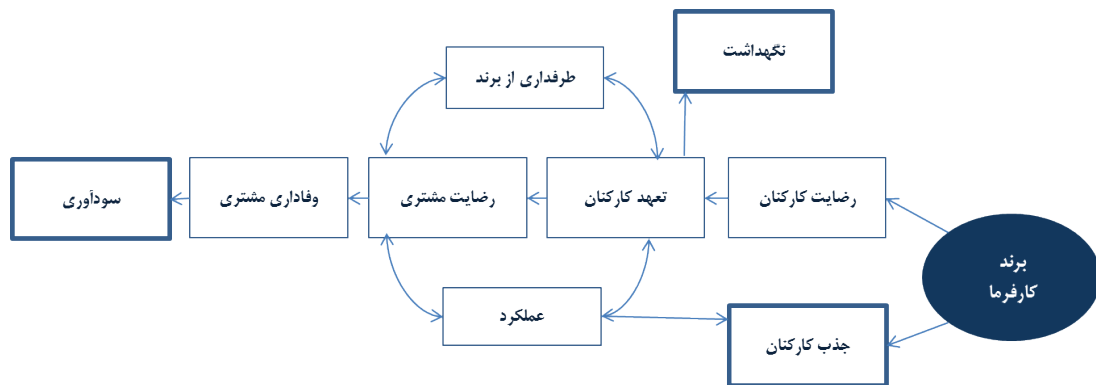 نگهداشت
طرفداری از برند
رضایت کارکنان
تعهد کارکنان
رضایت مشتری
وفاداری مشتری
سودآوری
برند
کارفرما
عملکرد
جذب کارکنان